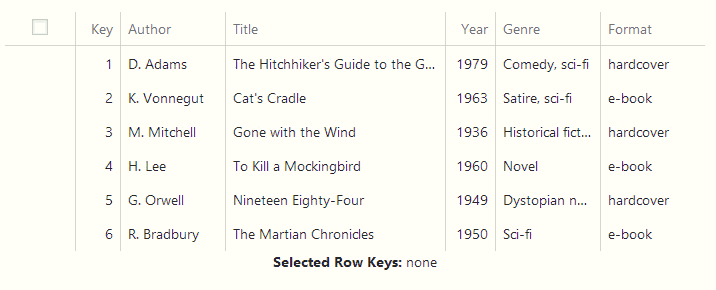 Key Author Title Year Genre Format
1 D. Adams The Hitchhiker's Guide to the G... 1979 Comedy, sci-fi hardcover
2 K. Vonnegut Cat's Cradle 1963 Satire, sci-fi e-book
3 M. Mitchell Gone with the Wind 1936 Historical fict... hardcover
4 H. Lee To Kill a Mockingbird 1960 Novel e-book
5 G. Orwell Nineteen Eighty-Four 1949 Dystopian n... hardcover
6 R. Bradbury The Martian Chronicles 1950 Sci-fi e-book
Selected Row Keys: none